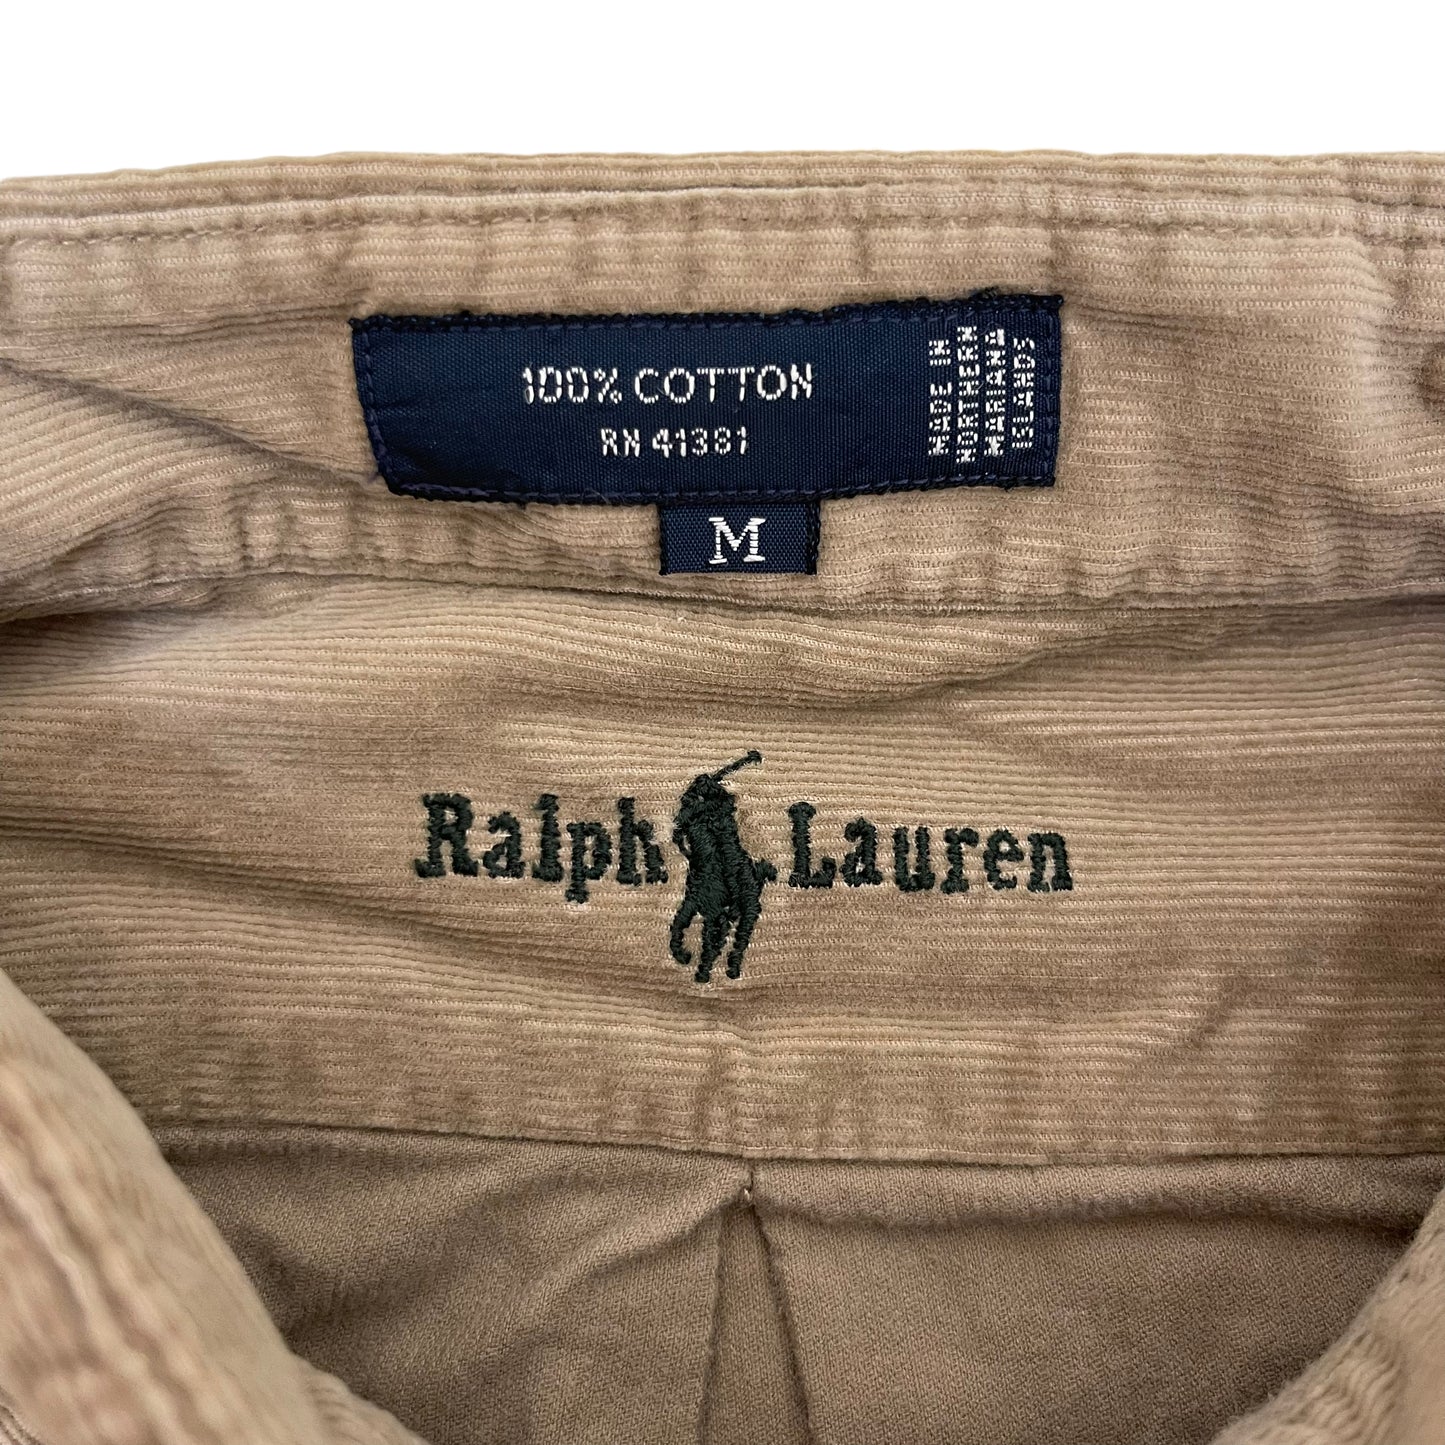 100% COTTON
RN 41381
MADE IN
NORTHERN
MARIANA
ISLANDS
M
Ralph Lauren